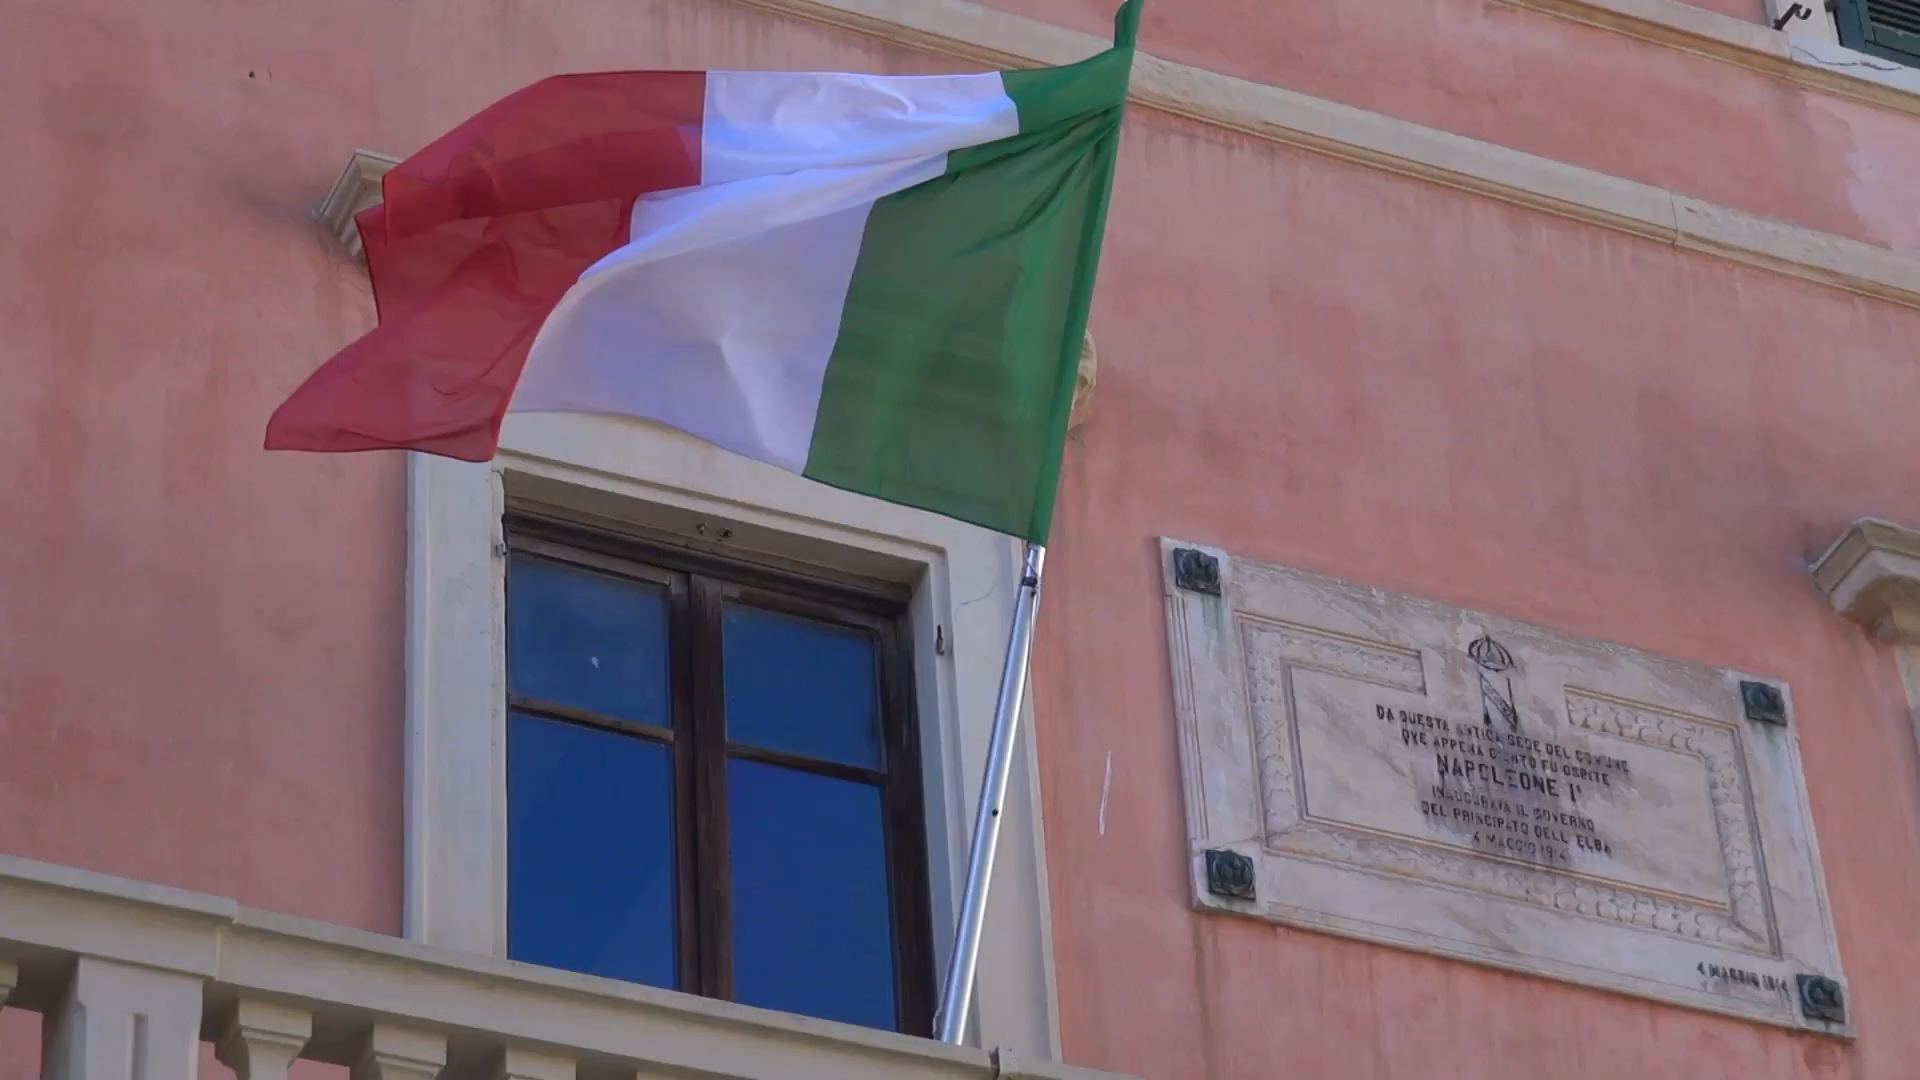 N
DA QUESTA ANTICA SEDE DEL COMUNE
OVE APPENA GIUNTO FU OSPITE
NAPOLEONE I°
INAUGURAVA IL GOVERNO
DEL PRINCIPATO DELL'ELBA
4 MAGGIO 1814
4 MAGGIO 1914